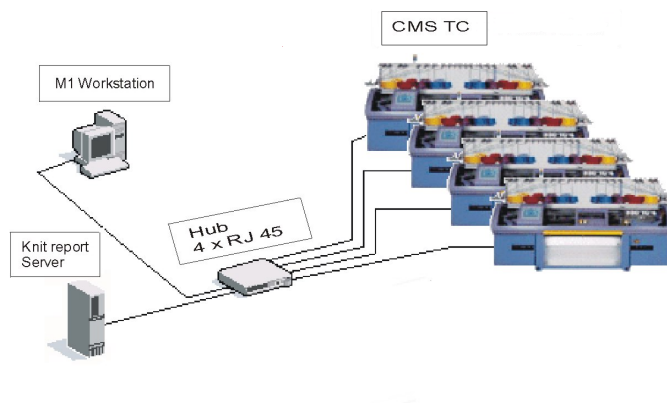 CMS TC
M1 Workstation
Hub
4 x RJ 45
Knit report
Server